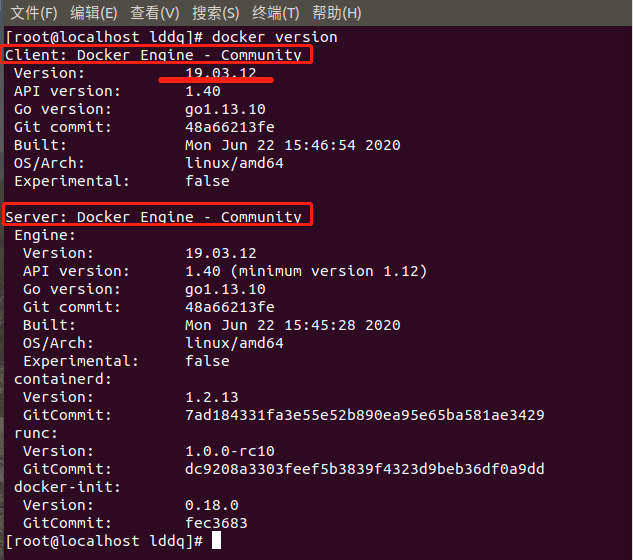 文件(F) 编辑(E) 查看(V) 搜索(S) 终端(T) 帮助(H)
[root@localhost lddq]# docker version
Client: Docker Engine - Community
Version: 19.03.12
API version: 1.40
Go version: go1.13.10
Git commit: 48a66213fe
Built: Mon Jun 22 15:46:54 2020
OS/Arch: linux/amd64
Experimental: false
Server: Docker Engine - Community
Engine:
Version: 19.03.12
API version: 1.40 (minimum version 1.12)
Go version: go1.13.10
Git commit: 48a66213fe
Built: Mon Jun 22 15:45:28 2020
OS/Arch: linux/amd64
Experimental: false
containerd:
Version: 1.2.13
GitCommit: 7ad184331fa3e55e52b890ea95e65ba581ae3429
runc:
Version: 1.0.0-rc10
GitCommit: dc9208a3303feef5b3839f4323d9beb36df0a9dd
docker-init:
Version: 0.18.0
GitCommit: fec3683
[root@localhost lddq]#